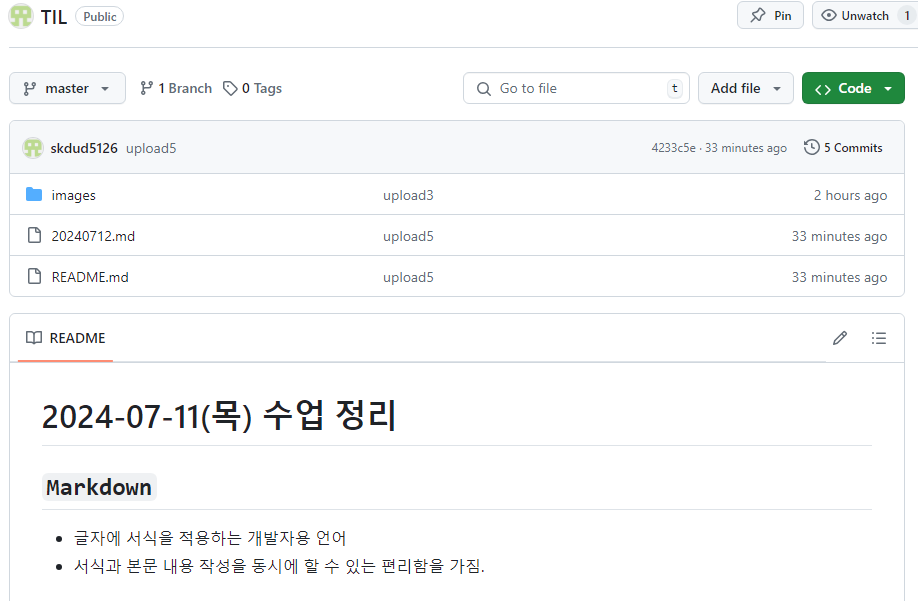 TIL Public Pin Unwatch 1
master 1 Branch 0 Tags Go to file t Add file Code
skdud5126 upload5 4233c5e · 33 minutes ago 5 Commits
images upload3 2 hours ago
20240712.md upload5 33 minutes ago
README.md upload5 33 minutes ago
README
2024-07-11(목) 수업 정리
Markdown
• 글자에 서식을 적용하는 개발자용 언어
• 서식과 본문 내용 작성을 동시에 할 수 있는 편리함을 가짐.